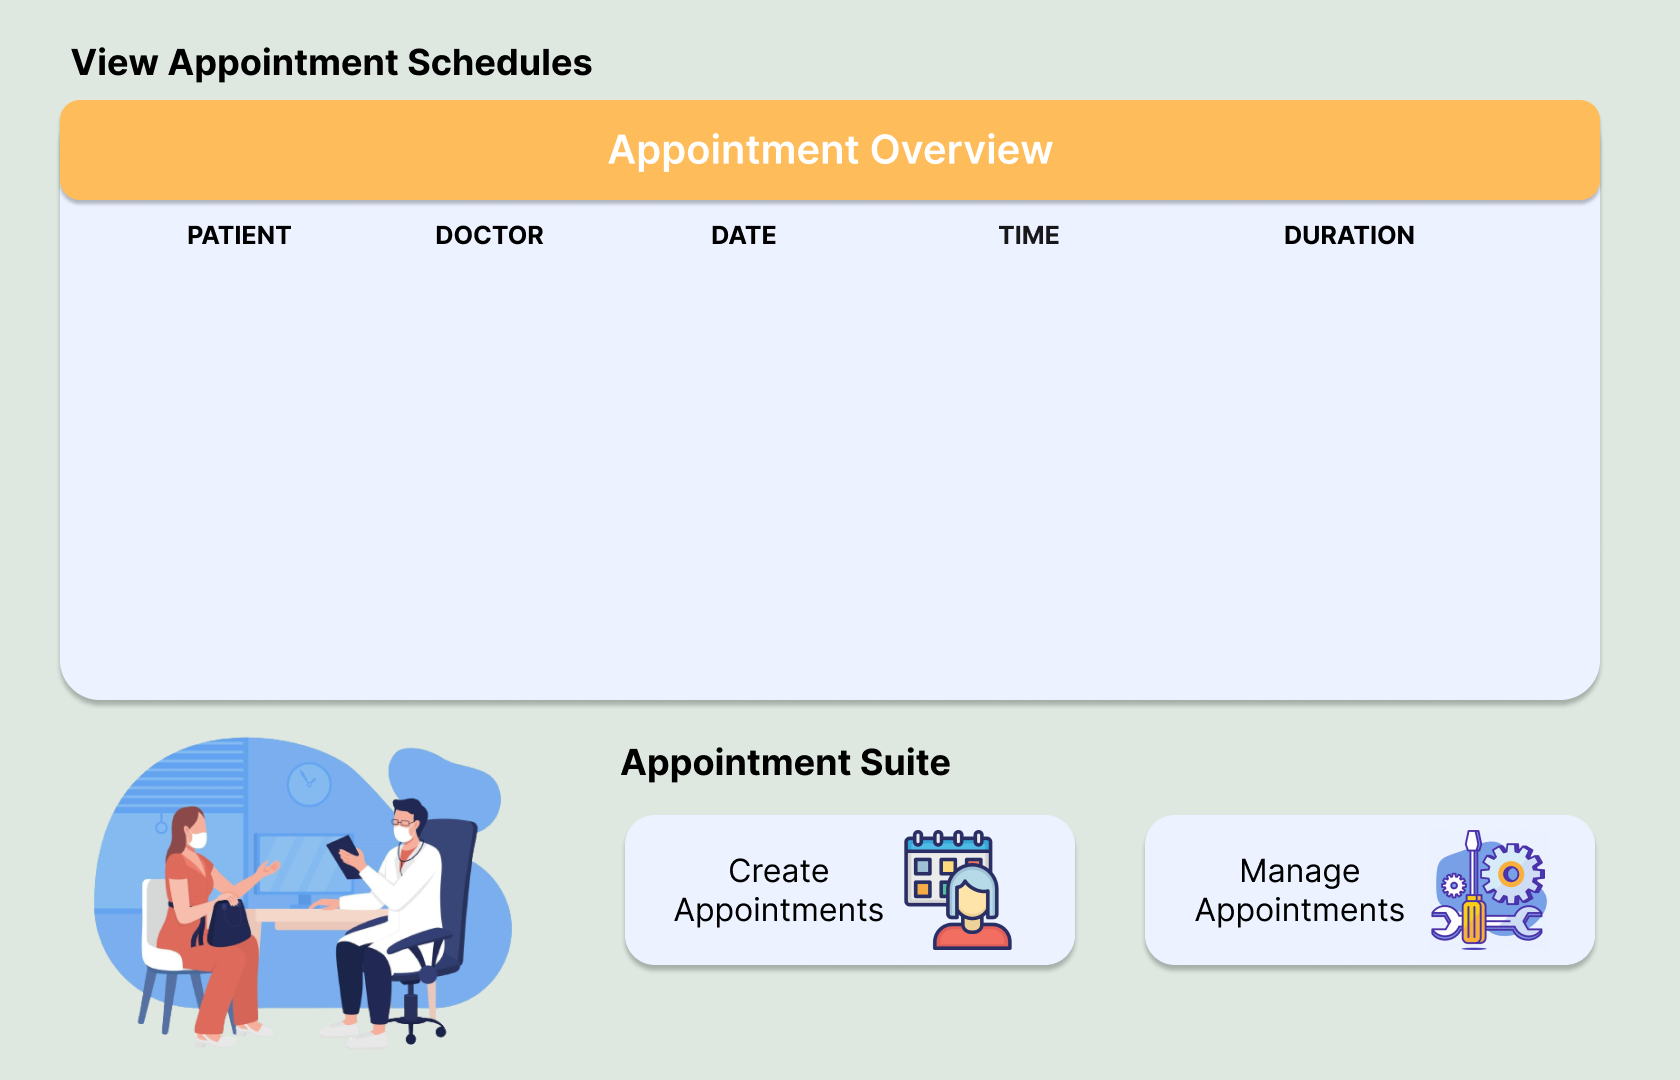 View Appointment Schedules
Appointment Overview
PATIENT DOCTOR DATE TIME DURATION
Appointment Suite
Create
Appointments
Manage
Appointments